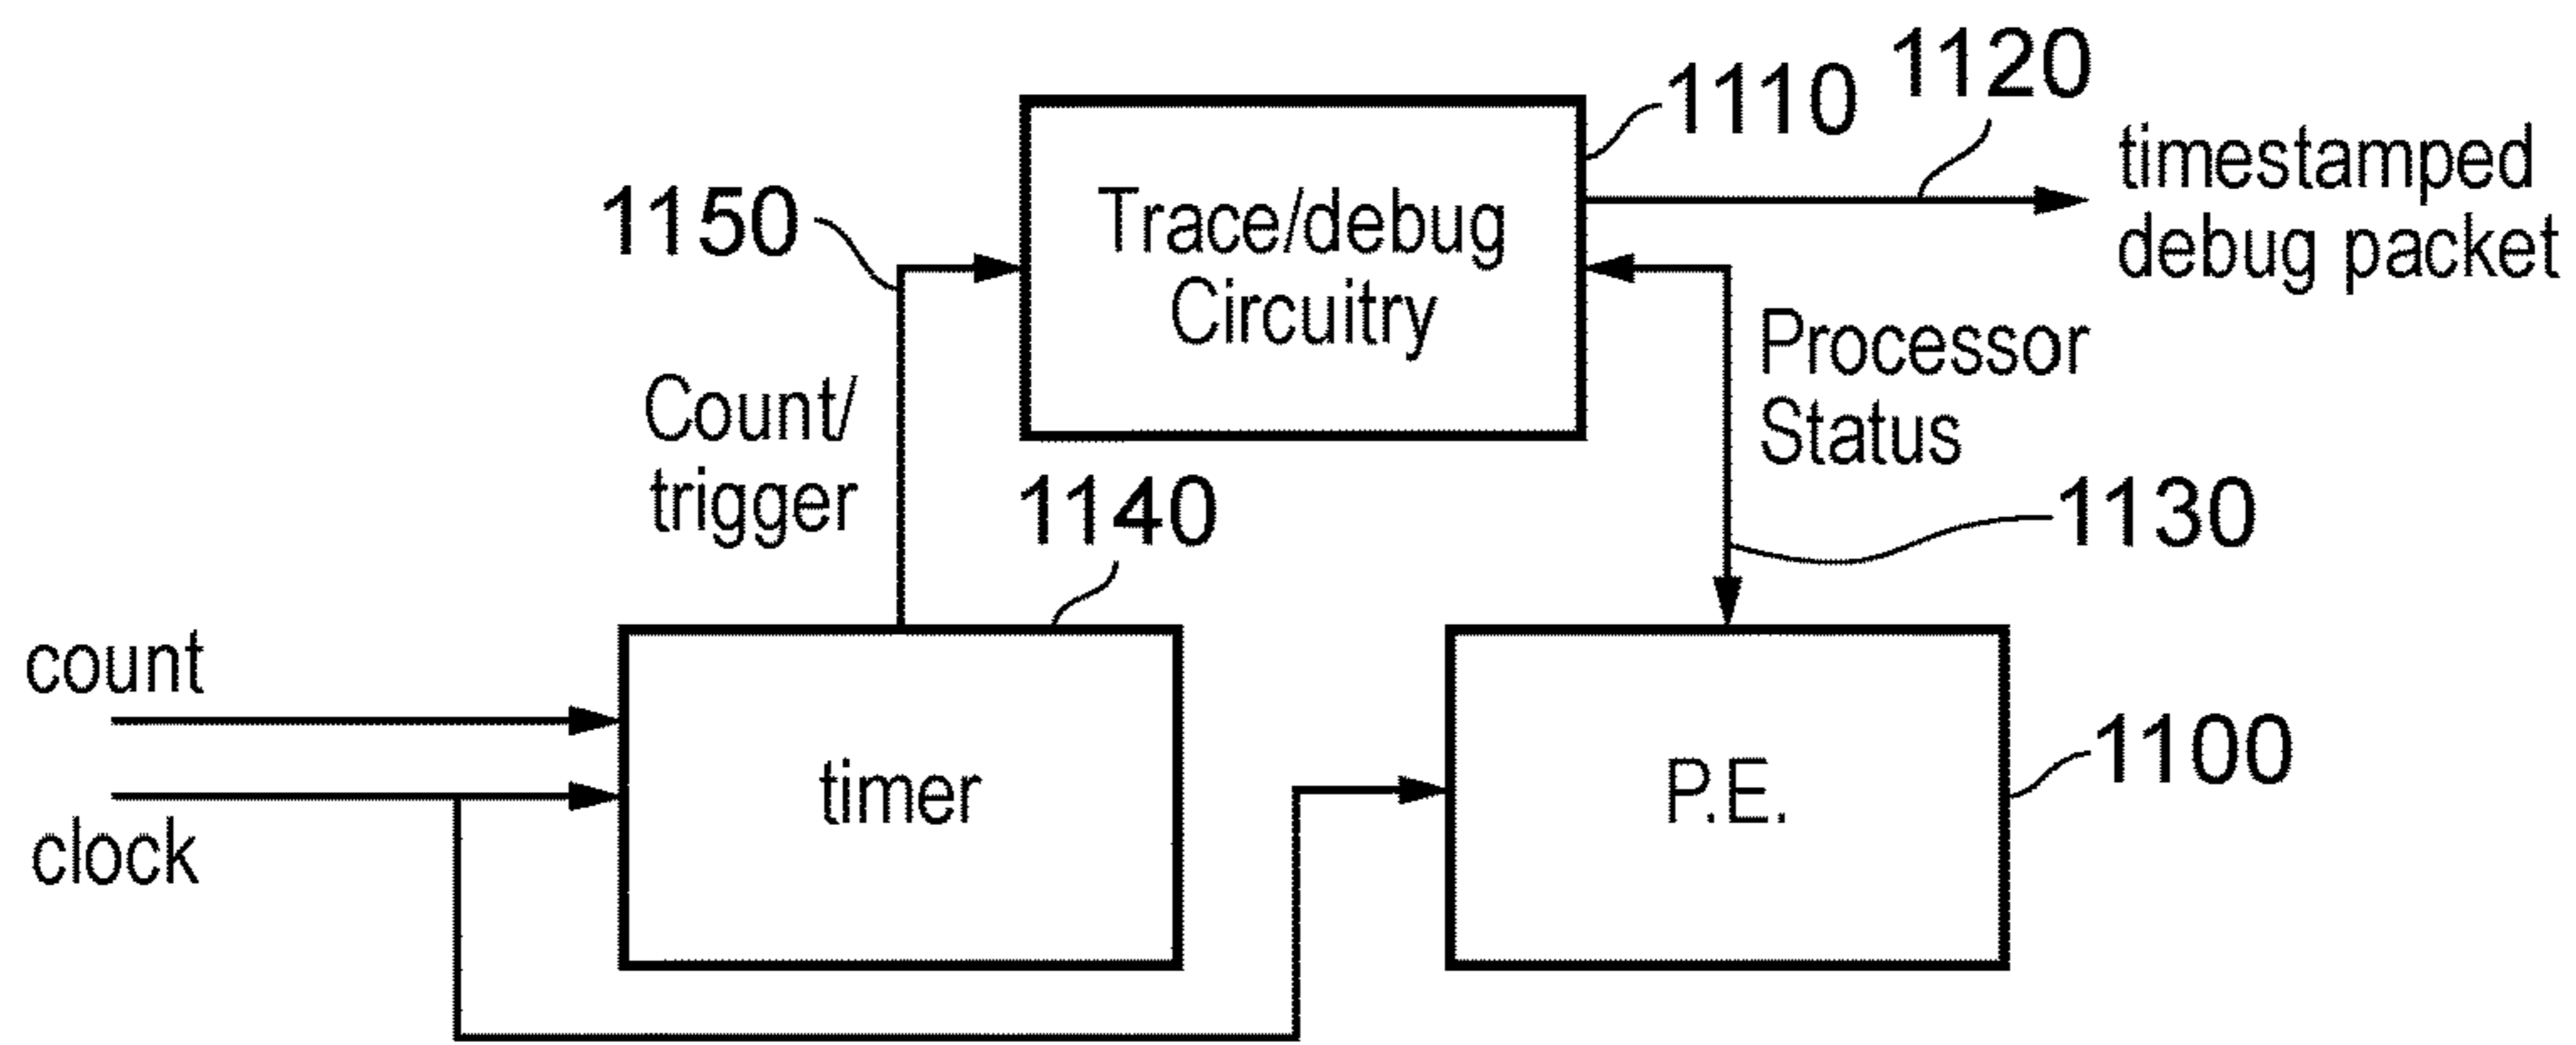 1120
1110
timestamped
debug packet
1150
Trace/debug
Circuitry
Processor
Status
Count/
trigger
1140
1130
count
clock
timer
P.E.
1100